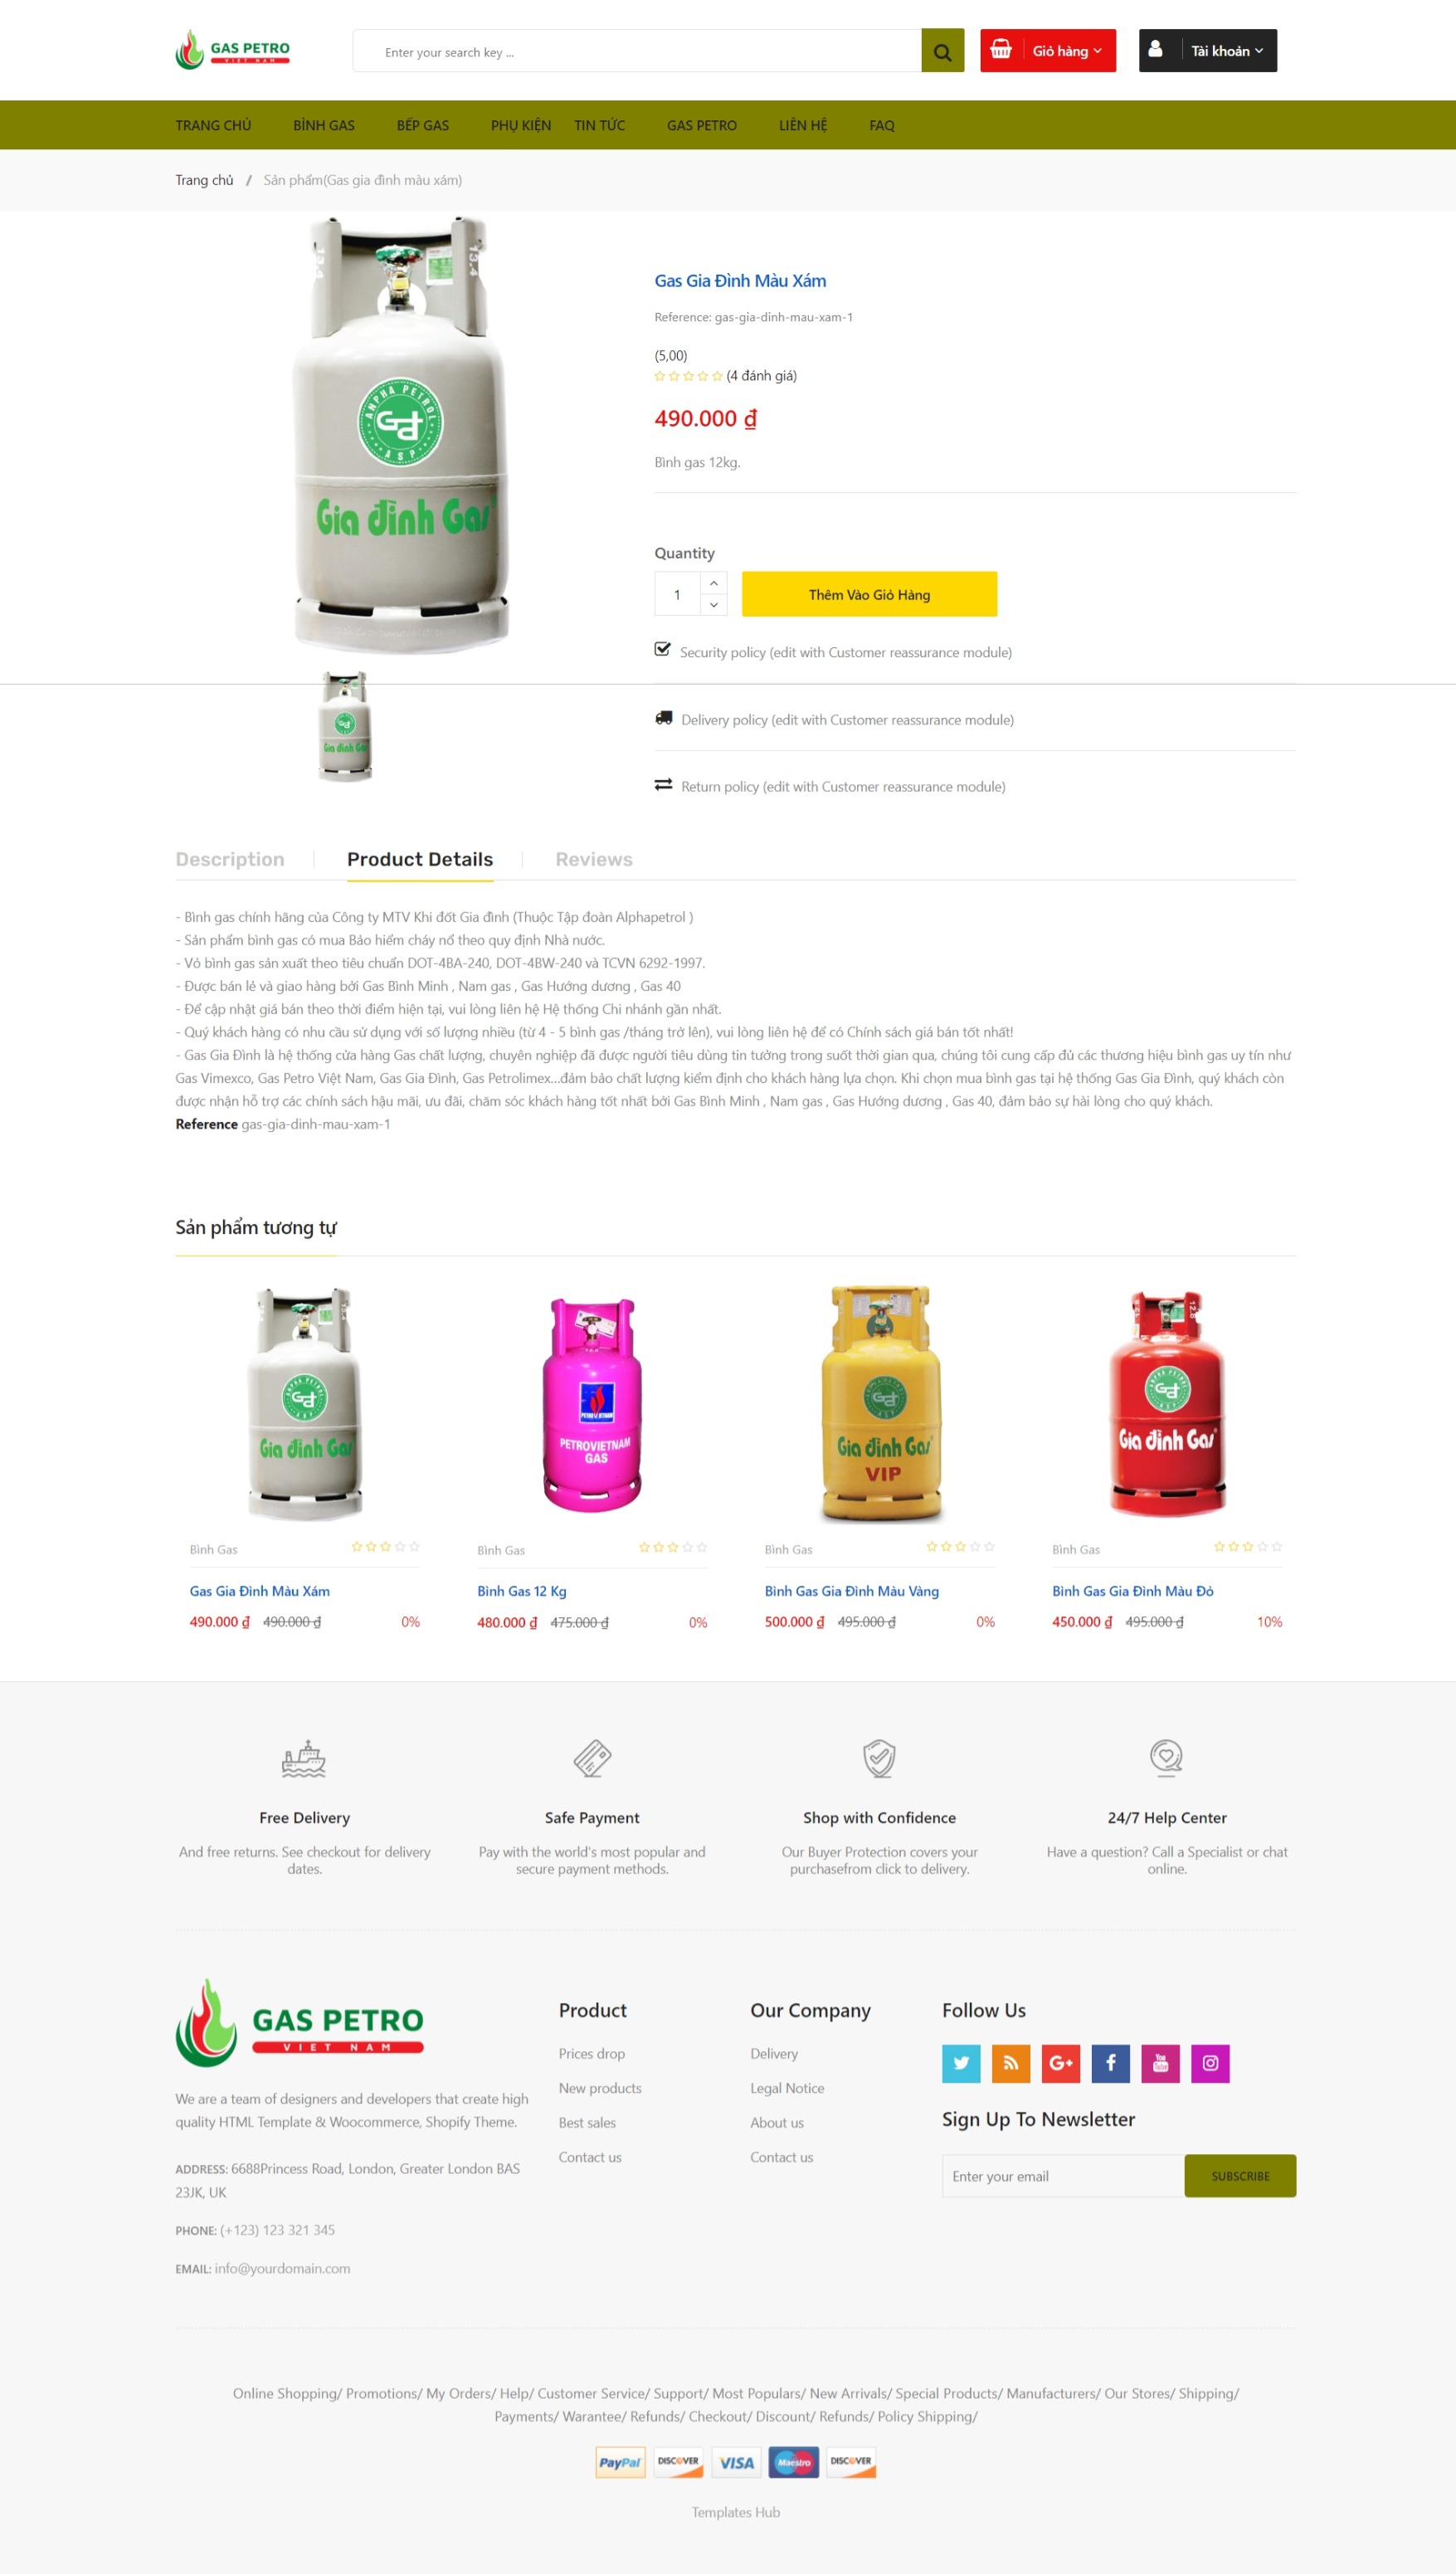 GAS PETRO
VIET NAM
Enter your search key ...
Giỏ hàng
Tài khoản
TRANG CHỦ BÌNH GAS BẾP GAS PHỤ KIỆN TIN TỨC GAS PETRO LIÊN HỆ FAQ
Trang chủ / Sản phẩm(Gas gia đình màu xám)
13.4
13.4
ANPHA PETROL
Gd
ASP
Gia đình Gas
Gas Gia Đình Màu Xám
Reference: gas-gia-dinh-mau-xam-1
(5,00)
(4 đánh giá)
490.000 ₫
Bình gas 12kg.
Quantity
1
Thêm Vào Giỏ Hàng
Security policy (edit with Customer reassurance module)
Gia đình Gas
Delivery policy (edit with Customer reassurance module)
Return policy (edit with Customer reassurance module)
Description Product Details Reviews
- Bình gas chính hãng của Công ty MTV Khi đốt Gia đình (Thuộc Tập đoàn Alphapetrol )
- Sản phẩm bình gas có mua Bảo hiểm cháy nổ theo quy định Nhà nước.
- Vỏ bình gas sản xuất theo tiêu chuẩn DOT-4BA-240, DOT-4BW-240 và TCVN 6292-1997.
- Được bán lẻ và giao hàng bởi Gas Bình Minh , Nam gas , Gas Hướng dương , Gas 40
- Để cập nhật giá bán theo thời điểm hiện tại, vui lòng liên hệ Hệ thống Chi nhánh gần nhất.
- Quý khách hàng có nhu cầu sử dụng với số lượng nhiều (từ 4 - 5 bình gas /tháng trở lên), vui lòng liên hệ để có Chính sách giá bán tốt nhất!
- Gas Gia Đình là hệ thống cửa hàng Gas chất lượng, chuyên nghiệp đã được người tiêu dùng tin tưởng trong suốt thời gian qua, chúng tôi cung cấp đủ các thương hiệu bình gas uy tín như
Gas Vimexco, Gas Petro Việt Nam, Gas Gia Đình, Gas Petrolimex...đảm bảo chất lượng kiểm định cho khách hàng lựa chọn. Khi chọn mua bình gas tại hệ thống Gas Gia Đình, quý khách còn
được nhận hỗ trợ các chính sách hậu mãi, ưu đãi, chăm sóc khách hàng tốt nhất bởi Gas Bình Minh , Nam gas , Gas Hướng dương , Gas 40, đảm bảo sự hài lòng cho quý khách.
Reference gas-gia-dinh-mau-xam-1
Sản phẩm tương tự
Gia đình Gas
PETROVIETNAM
PETROVIETNAM
GAS
Gia đình Gas
VIP
Gia đình Gas
Bình Gas Bình Gas Bình Gas Bình Gas
Gas Gia Đình Màu Xám Bình Gas 12 Kg Bình Gas Gia Đình Màu Vàng Bình Gas Gia Đình Màu Đỏ
490.000 ₫ 490.000 ₫ 0% 480.000 ₫ 475.000 ₫ 0% 500.000 ₫ 495.000 ₫ 0% 450.000 ₫ 495.000 ₫ 10%
Free Delivery Safe Payment Shop with Confidence 24/7 Help Center
And free returns. See checkout for delivery Pay with the world's most popular and Our Buyer Protection covers your Have a question? Call a Specialist or chat
dates. secure payment methods. purchasefrom click to delivery. online.
GAS PETRO
VIET NAM
We are a team of designers and developers that create high
quality HTML Template & Woocommerce, Shopify Theme.
ADDRESS: 6688Princess Road, London, Greater London BAS
23JK, UK
PHONE: (+123) 123 321 345
EMAIL: info@yourdomain.com
Product
Prices drop
New products
Best sales
Contact us
Our Company
Delivery
Legal Notice
About us
Contact us
Follow Us
G+
You
Tube
Sign Up To Newsletter
Enter your email
SUBSCRIBE
Online Shopping/ Promotions/ My Orders/ Help/ Customer Service/ Support/ Most Populars/ New Arrivals/ Special Products/ Manufacturers/ Our Stores/ Shipping/
Payments/ Warantee/ Refunds/ Checkout/ Discount/ Refunds/ Policy Shipping/
PayPal DISCOVER VISA Maestro DISCOVER
Templates Hub